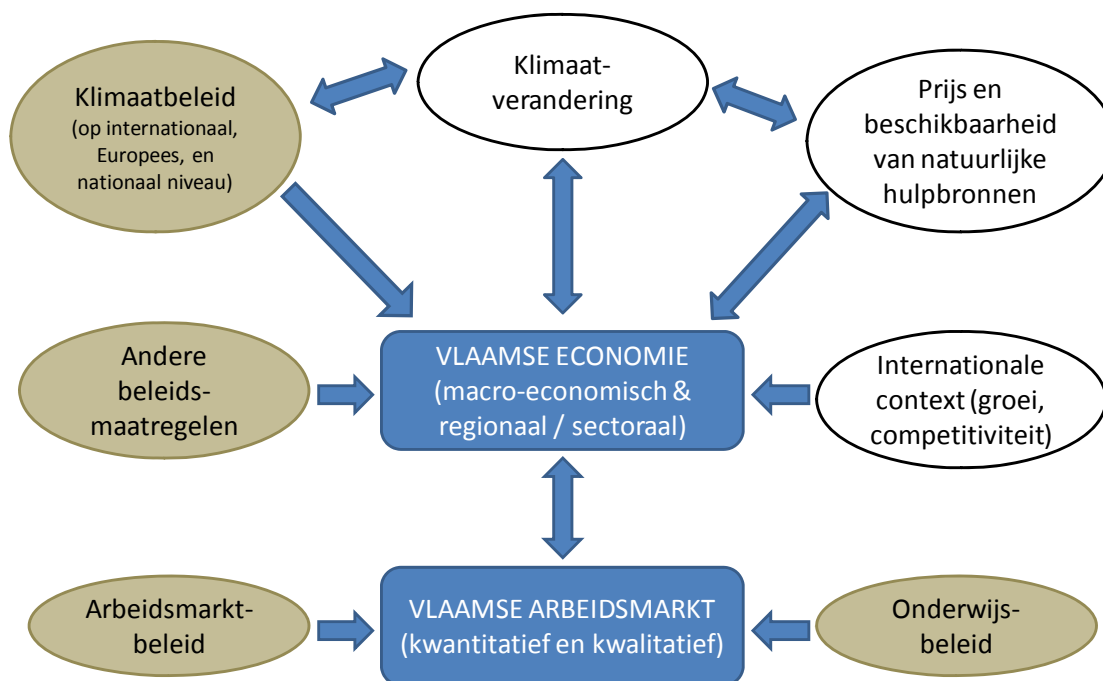 Klimaatbeleid
(op internationaal,
Europees, en
nationaal niveau)
Klimaat-
verandering
Prijs en
beschikbaarheid
van natuurlijke
hulpbronnen
Andere
beleids-
maatregelen
VLAAMSE ECONOMIE
(macro-economisch &
regionaal / sectoraal)
Internationale
context (groei,
competitiviteit)
Arbeidsmarkt-
beleid
VLAAMSE ARBEIDSMARKT
(kwantitatief en kwalitatief)
Onderwijs-
beleid